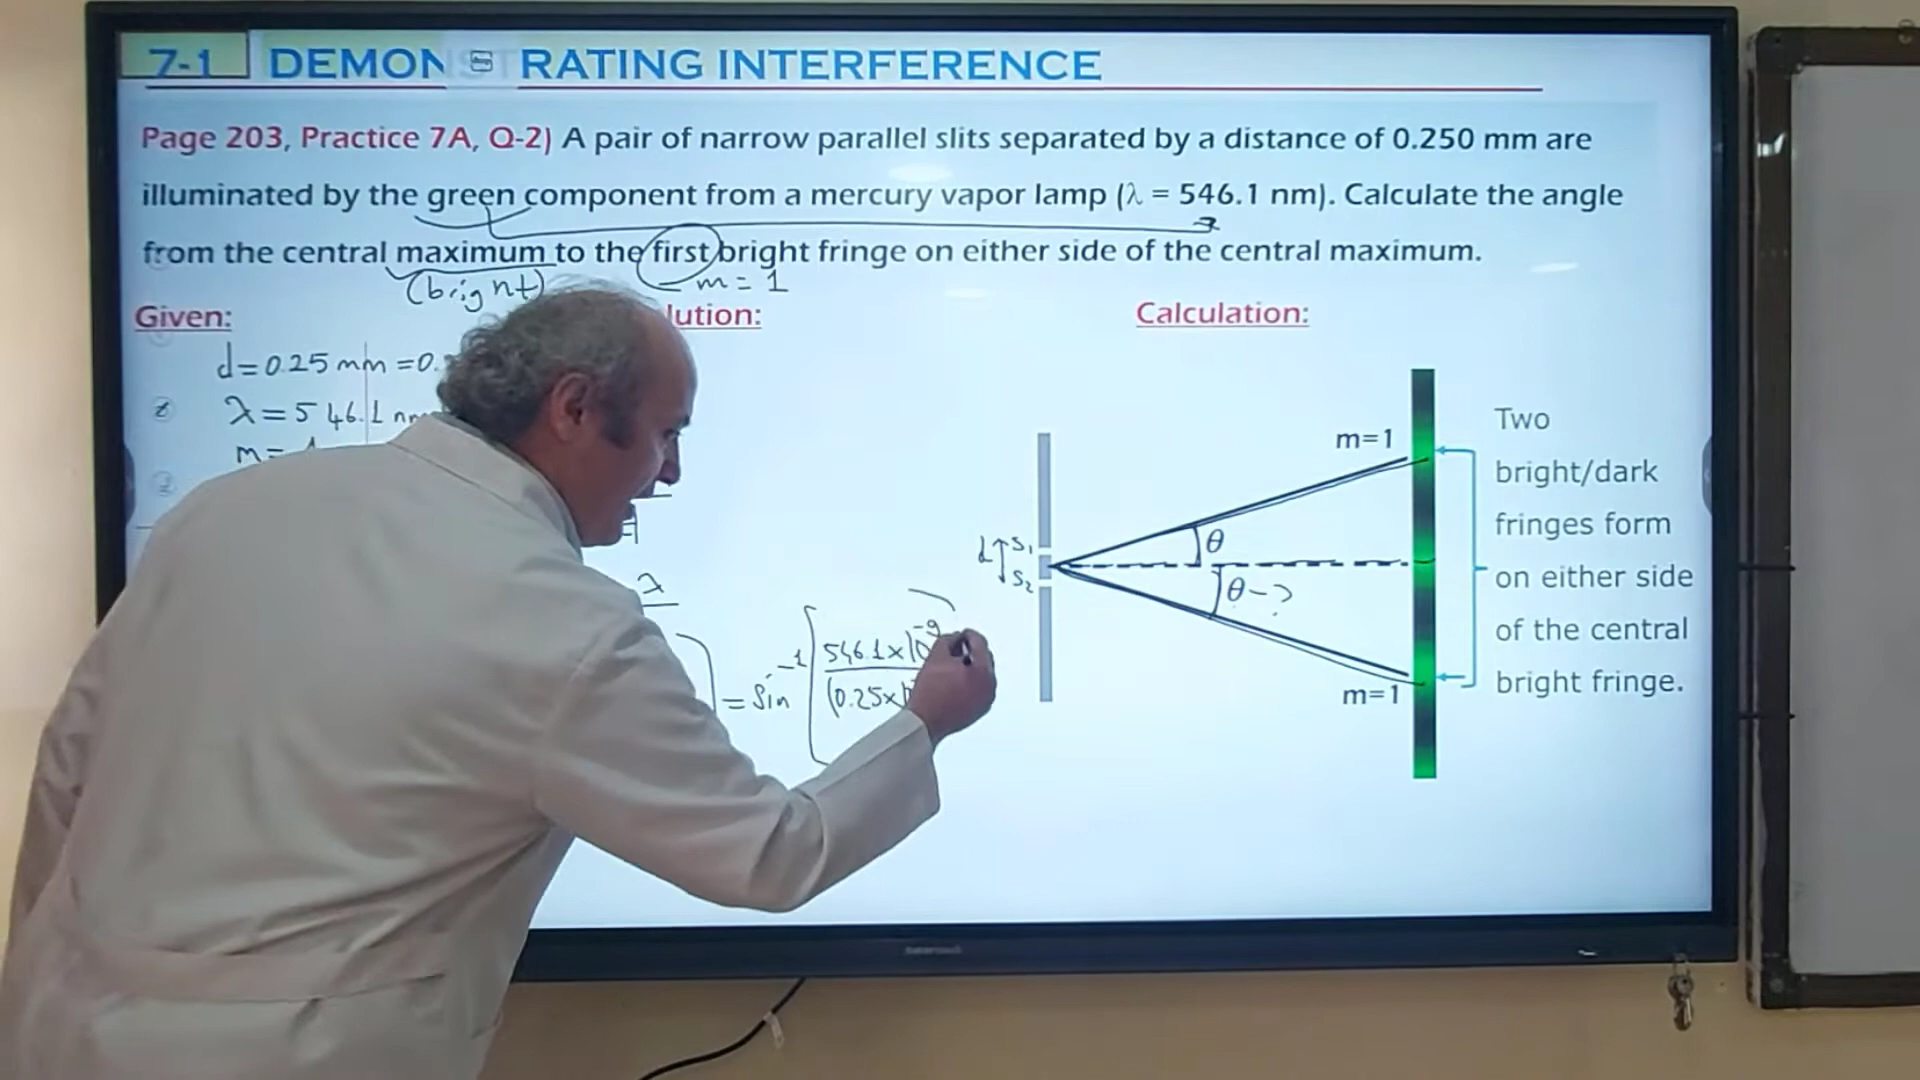 7-1 DEMONSTRATING INTERFERENCE
Page 203, Practice 7A, Q-2) A pair of narrow parallel slits separated by a distance of 0.250 mm are
illuminated by the green component from a mercury vapor lamp (λ = 546.1 nm). Calculate the angle
from the central maximum to the first bright fringe on either side of the central maximum.
(bright)
m = 1
Given:
lution:
Calculation:
d = 0.25 mm = 0.
λ = 546.1 nm
m =
λ
= Sin⁻¹
546.1×10⁻⁹
(0.25×1
m=1
θ
θ-?
m=1
d
S₁
S₂
Two
bright/dark
fringes form
on either side
of the central
bright fringe.